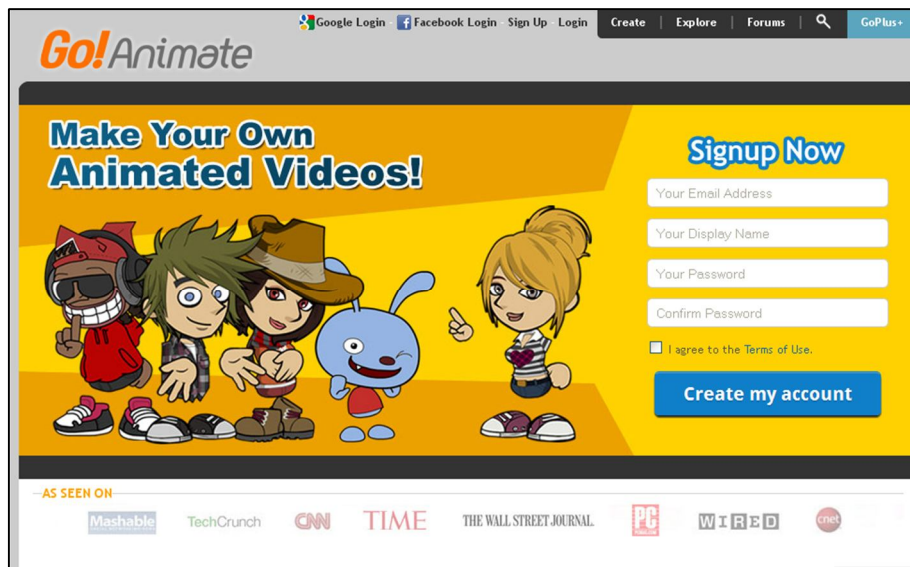 Google Login - Facebook Login - Sign Up - Login
Create | Explore | Forums | GoPlus+
Go!Animate
Make Your Own
Animated Videos!
Signup Now
Your Email Address
Your Display Name
Your Password
Confirm Password
I agree to the Terms of Use.
Create my account
AS SEEN ON
Mashable TechCrunch CNN TIME THE WALL STREET JOURNAL. PC WIRED cnet